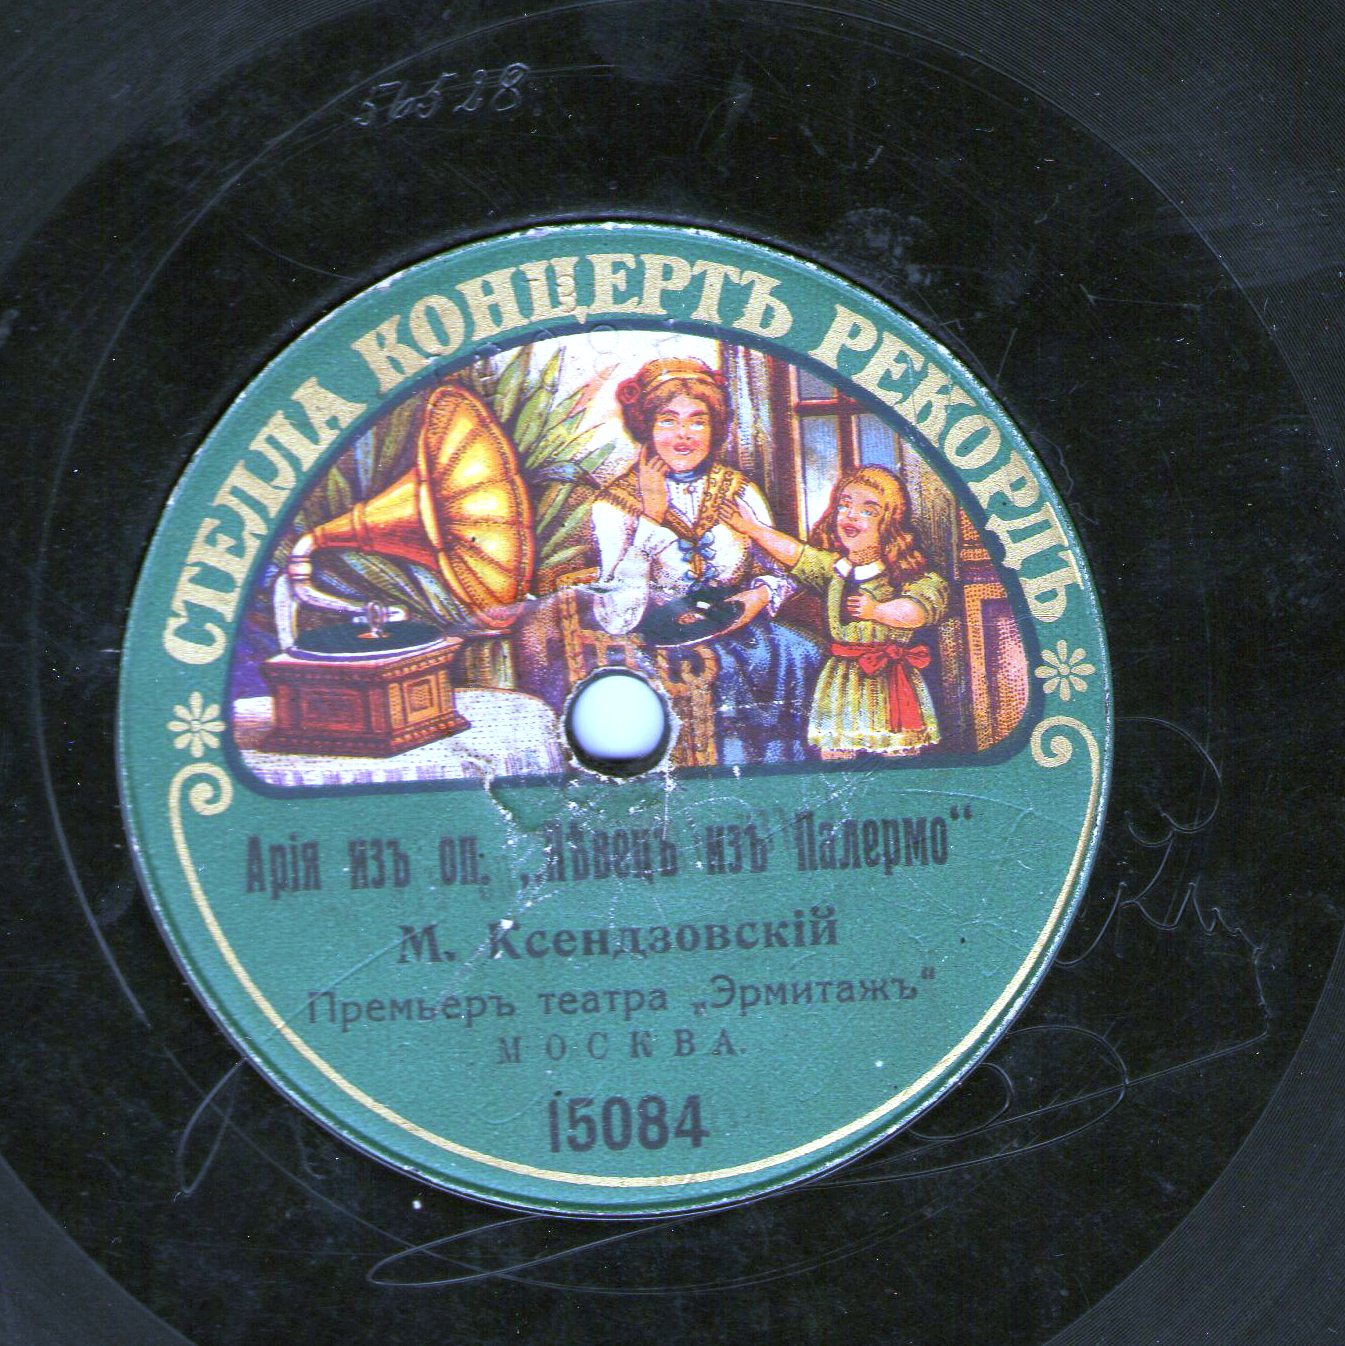 56528
СТЕЛЛА КОНЦЕРТЪ РЕКОРДЪ
Арія изъ оп. „Пѣвецъ изъ Палермо“
М. Ксендзовскій
Премьеръ театра „Эрмитажъ“
МОСКВА.
15084